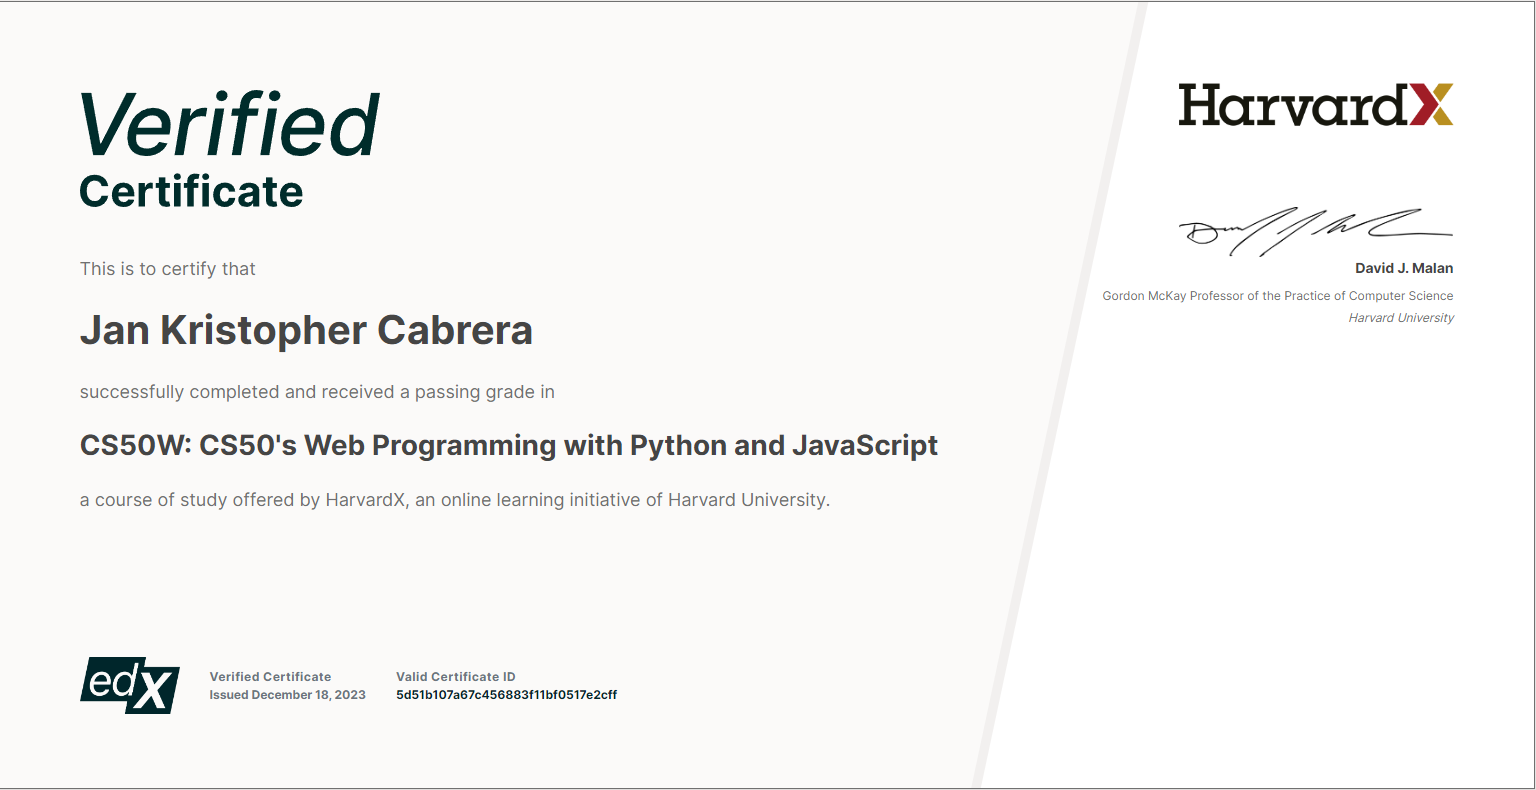 Verified
Certificate
This is to certify that
Jan Kristopher Cabrera
successfully completed and received a passing grade in
CS50W: CS50's Web Programming with Python and JavaScript
a course of study offered by HarvardX, an online learning initiative of Harvard University.
edX
Verified Certificate
Issued December 18, 2023
Valid Certificate ID
5d51b107a67c456883f11bf0517e2cff
HarvardX
David J. Malan
Gordon McKay Professor of the Practice of Computer Science
Harvard University